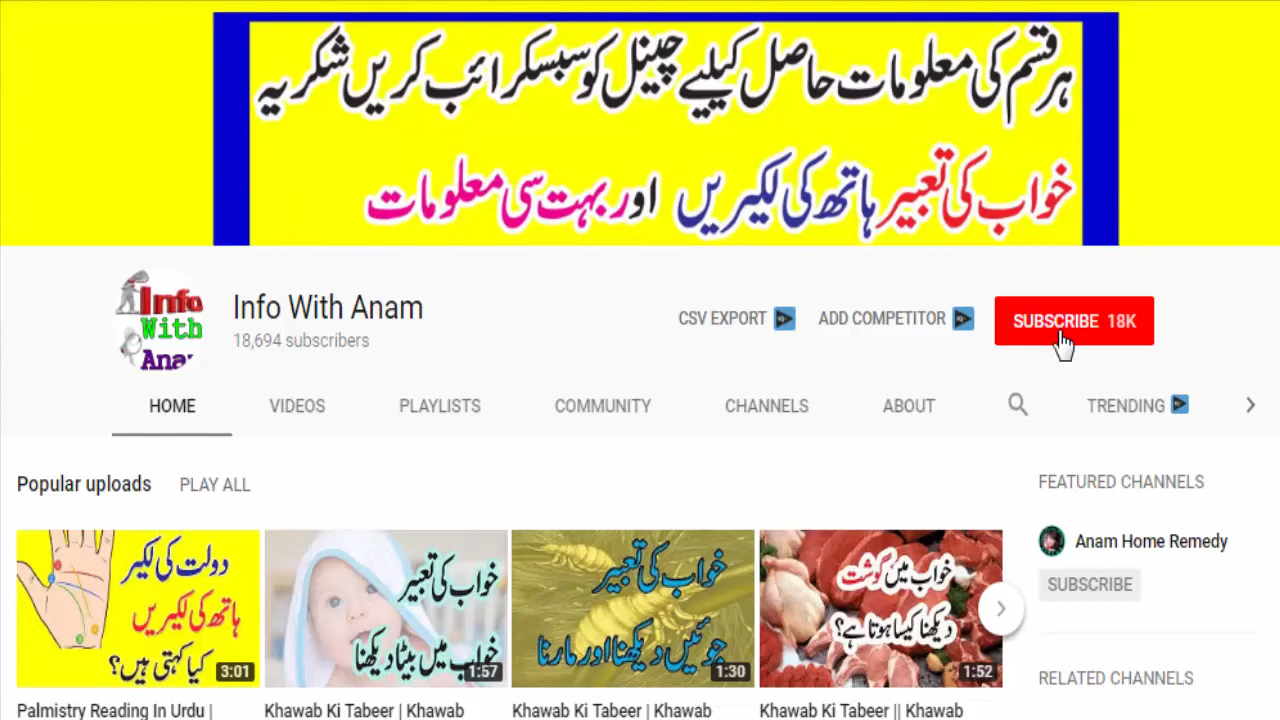 ہر قسم کی معلومات حاصل کیلیے چینل کو سبسکرائب کریں شکریہ
خواب کی تعبیر ہاتھ کی لکیریں اور بہت سی معلومات
Info
With
Ana
Info With Anam
18,694 subscribers
CSV EXPORT
ADD COMPETITOR
SUBSCRIBE 18K
HOME
VIDEOS
PLAYLISTS
COMMUNITY
CHANNELS
ABOUT
TRENDING
Popular uploads
PLAY ALL
دولت کی لکیر
ہاتھ کی لکیریں
کیا کہتی ہیں؟
3:01
Palmistry Reading In Urdu |
خواب کی تعبیر
خواب میں بیٹا دیکھنا
1:57
Khawab Ki Tabeer | Khawab
خواب کی تعبیر
جوئیں دیکھنا اور مارنا
1:30
Khawab Ki Tabeer | Khawab
خواب میں گوشت
دیکھنا کیسا ہوتا ہے؟
1:52
Khawab Ki Tabeer || Khawab
FEATURED CHANNELS
Anam Home Remedy
SUBSCRIBE
RELATED CHANNELS